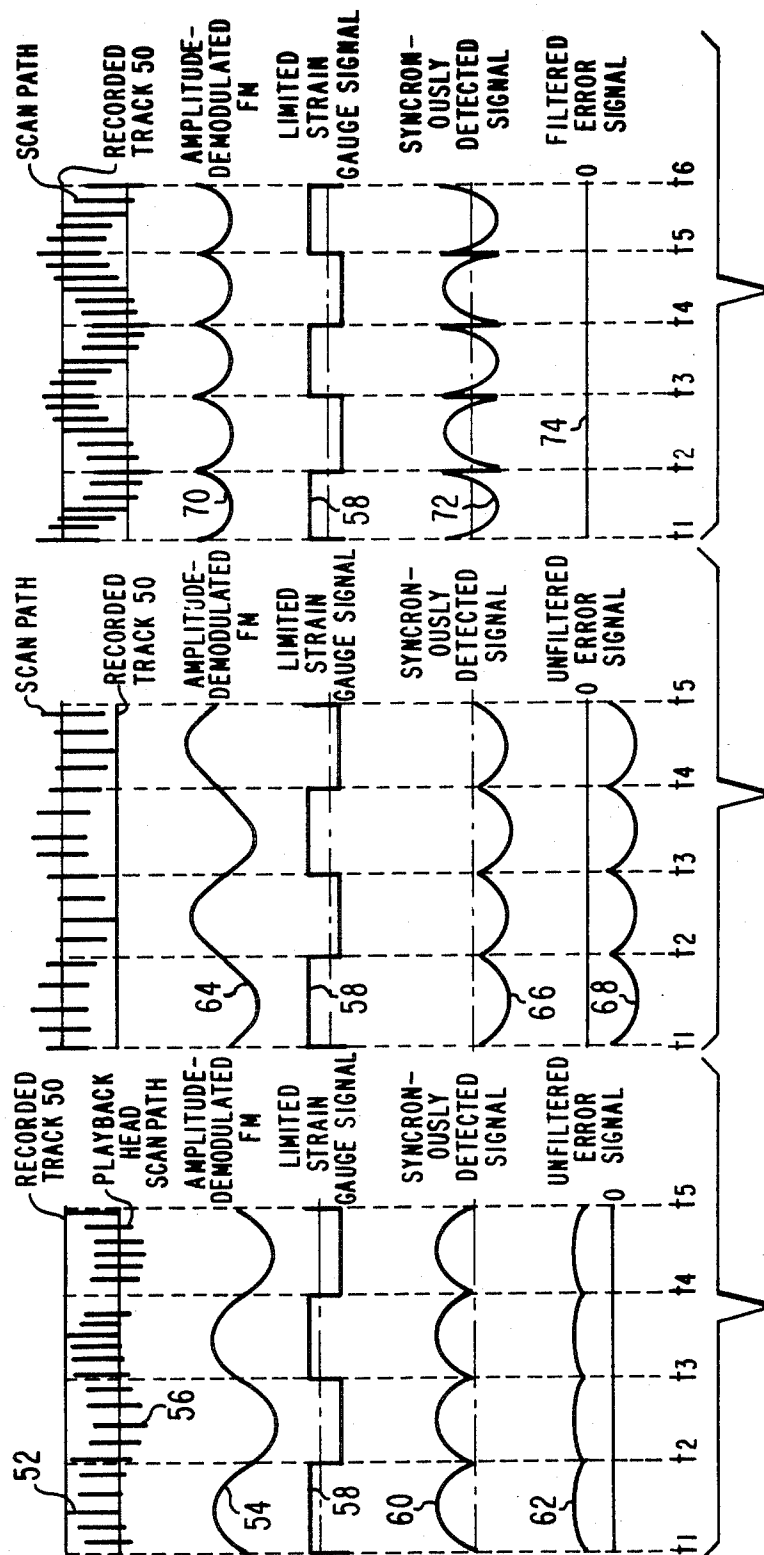 52
RECORDED
TRACK 50
PLAYBACK
HEAD
SCAN PATH
56
54
AMPLITUDE-
DEMODULATED
FM
58
LIMITED
STRAIN
GAUGE SIGNAL
60
SYNCRON-
OUSLY
DETECTED
SIGNAL
62
UNFILTERED
ERROR
SIGNAL
0
t1
t2
t3
t4
t5
SCAN PATH
RECORDED
TRACK 50
64
AMPLITUDE-
DEMODULATED
FM
58
LIMITED
STRAIN
GAUGE SIGNAL
66
SYNCRON-
OUSLY
DETECTED
SIGNAL
68
UNFILTERED
ERROR
SIGNAL
0
t1
t2
t3
t4
t5
SCAN PATH
RECORDED
TRACK 50
70
AMPLITUDE-
DEMODULATED
FM
58
LIMITED
STRAIN
GAUGE SIGNAL
72
SYNCRON-
OUSLY
DETECTED
SIGNAL
74
FILTERED
ERROR
SIGNAL
0
t1
t2
t3
t4
t5
t6